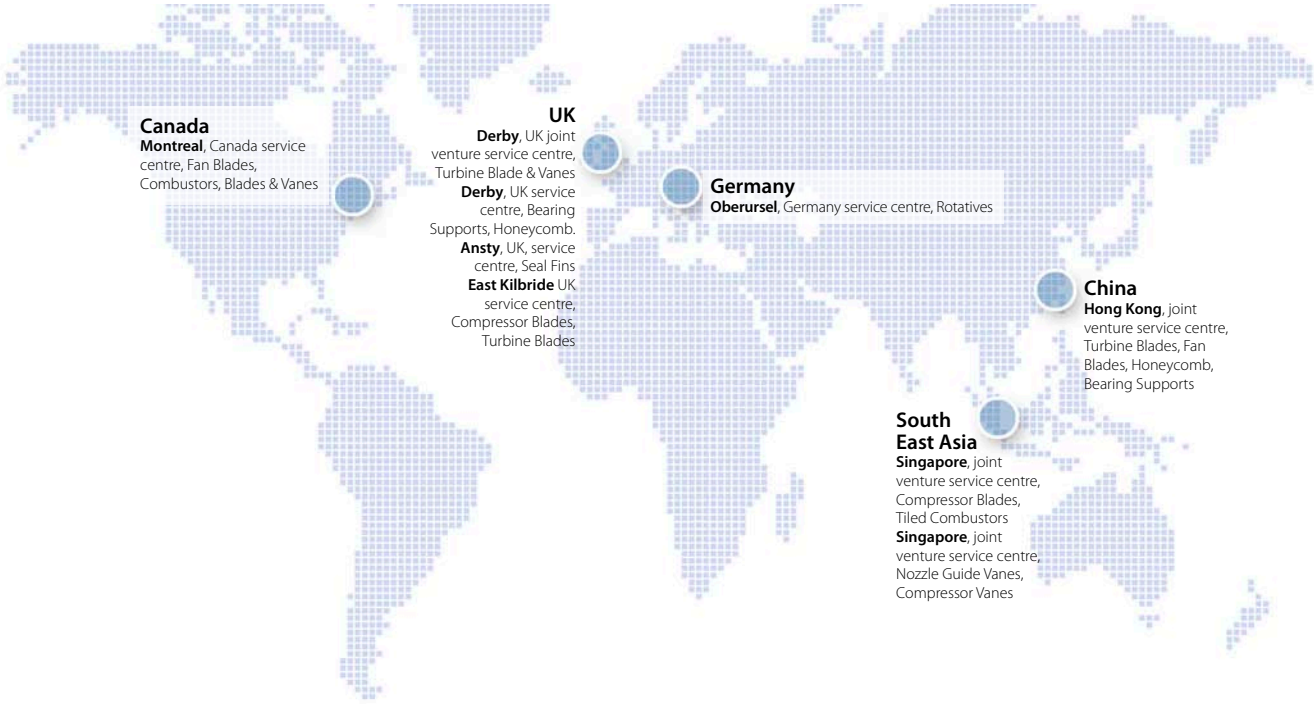 Canada
Montreal, Canada service
centre, Fan Blades,
Combustors, Blades & Vanes
UK
Derby, UK joint
venture service centre,
Turbine Blade & Vanes
Derby, UK service
centre, Bearing
Supports, Honeycomb.
Ansty, UK, service
centre, Seal Fins
East Kilbride UK
service centre,
Compressor Blades,
Turbine Blades
Germany
Oberursel, Germany service centre, Rotatives
China
Hong Kong, joint
venture service centre,
Turbine Blades, Fan
Blades, Honeycomb,
Bearing Supports
South
East Asia
Singapore, joint
venture service centre,
Compressor Blades,
Tiled Combustors
Singapore, joint
venture service centre,
Nozzle Guide Vanes,
Compressor Vanes